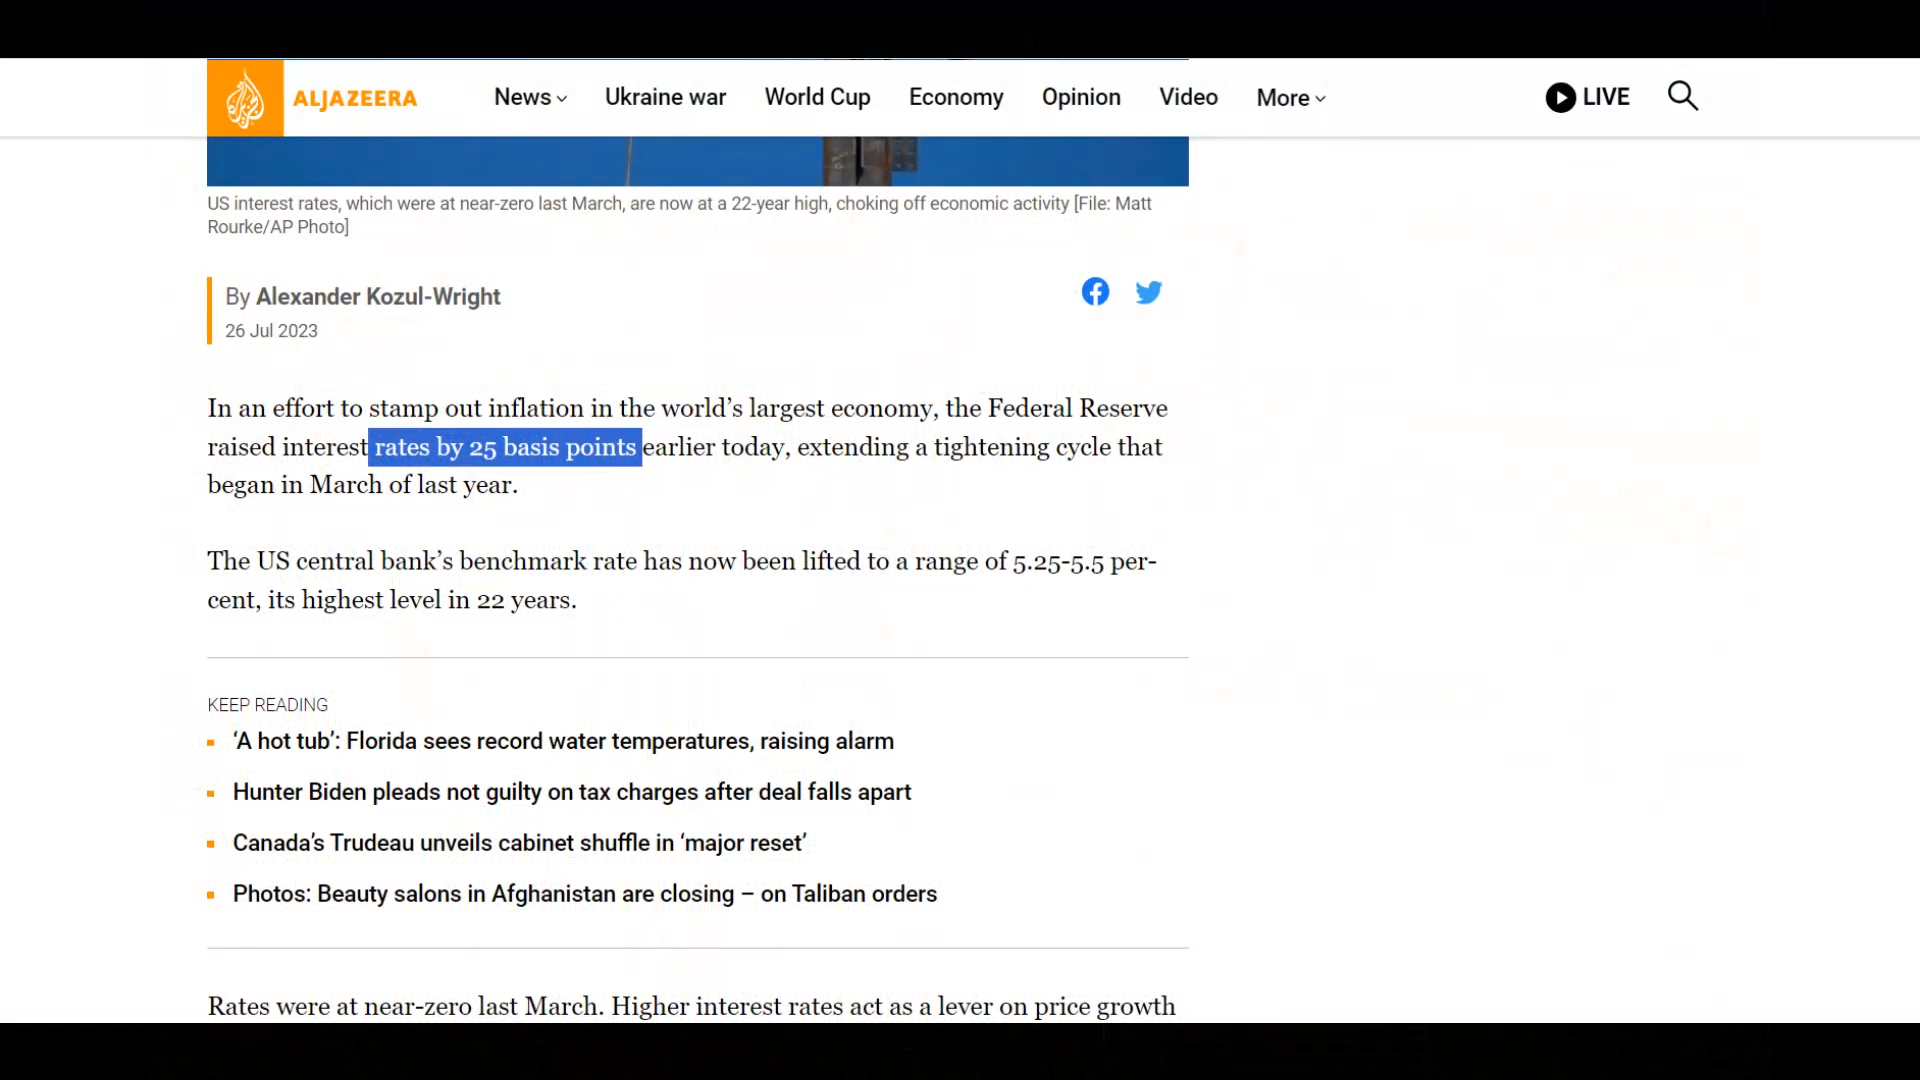 ALJAZEERA
News
Ukraine war
World Cup
Economy
Opinion
Video
More
LIVE
US interest rates, which were at near-zero last March, are now at a 22-year high, choking off economic activity [File: Matt
Rourke/AP Photo]
By Alexander Kozul-Wright
26 Jul 2023
In an effort to stamp out inflation in the world’s largest economy, the Federal Reserve
raised interest rates by 25 basis points earlier today, extending a tightening cycle that
began in March of last year.
The US central bank’s benchmark rate has now been lifted to a range of 5.25-5.5 per-
cent, its highest level in 22 years.
KEEP READING
‘A hot tub’: Florida sees record water temperatures, raising alarm
Hunter Biden pleads not guilty on tax charges after deal falls apart
Canada’s Trudeau unveils cabinet shuffle in ‘major reset’
Photos: Beauty salons in Afghanistan are closing – on Taliban orders
Rates were at near-zero last March. Higher interest rates act as a lever on price growth